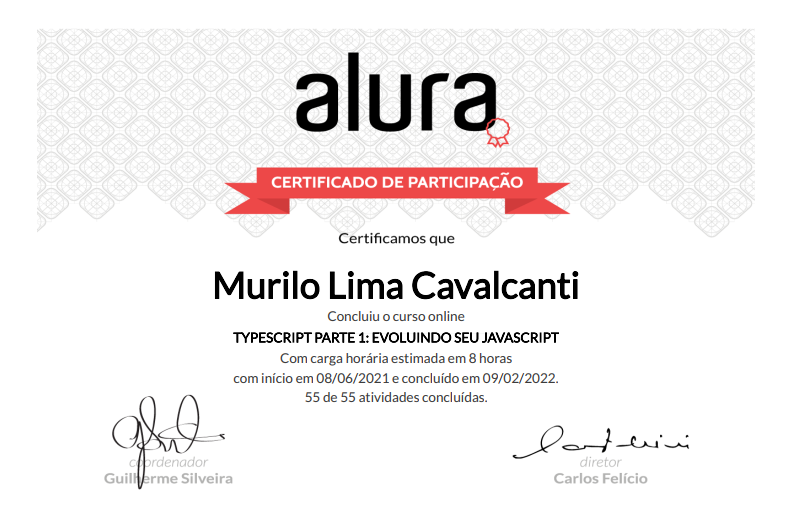 alura
CERTIFICADO DE PARTICIPAÇÃO
Certificamos que
Murilo Lima Cavalcanti
Concluiu o curso online
TYPESCRIPT PARTE 1: EVOLUINDO SEU JAVASCRIPT
Com carga horária estimada em 8 horas
com início em 08/06/2021 e concluído em 09/02/2022.
55 de 55 atividades concluídas.
coordenador
Guilherme Silveira
diretor
Carlos Felício